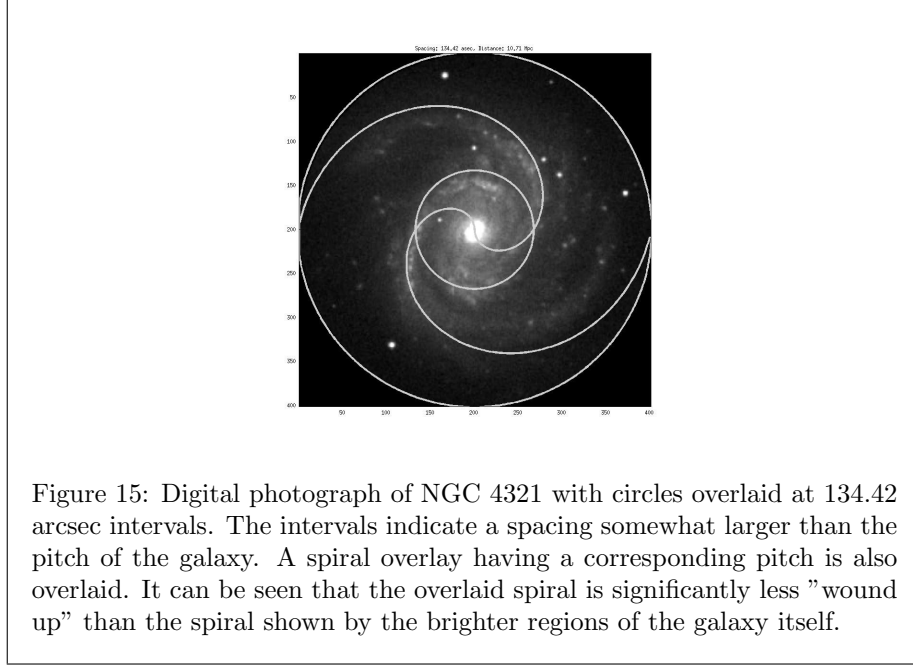 Spacing: 134.42 asec. Distance: 10.71 Mpc
50
100
150
200
250
300
350
400
50
100
150
200
250
300
350
400
Figure 15: Digital photograph of NGC 4321 with circles overlaid at 134.42
arcsec intervals. The intervals indicate a spacing somewhat larger than the
pitch of the galaxy. A spiral overlay having a corresponding pitch is also
overlaid. It can be seen that the overlaid spiral is significantly less ”wound
up” than the spiral shown by the brighter regions of the galaxy itself.